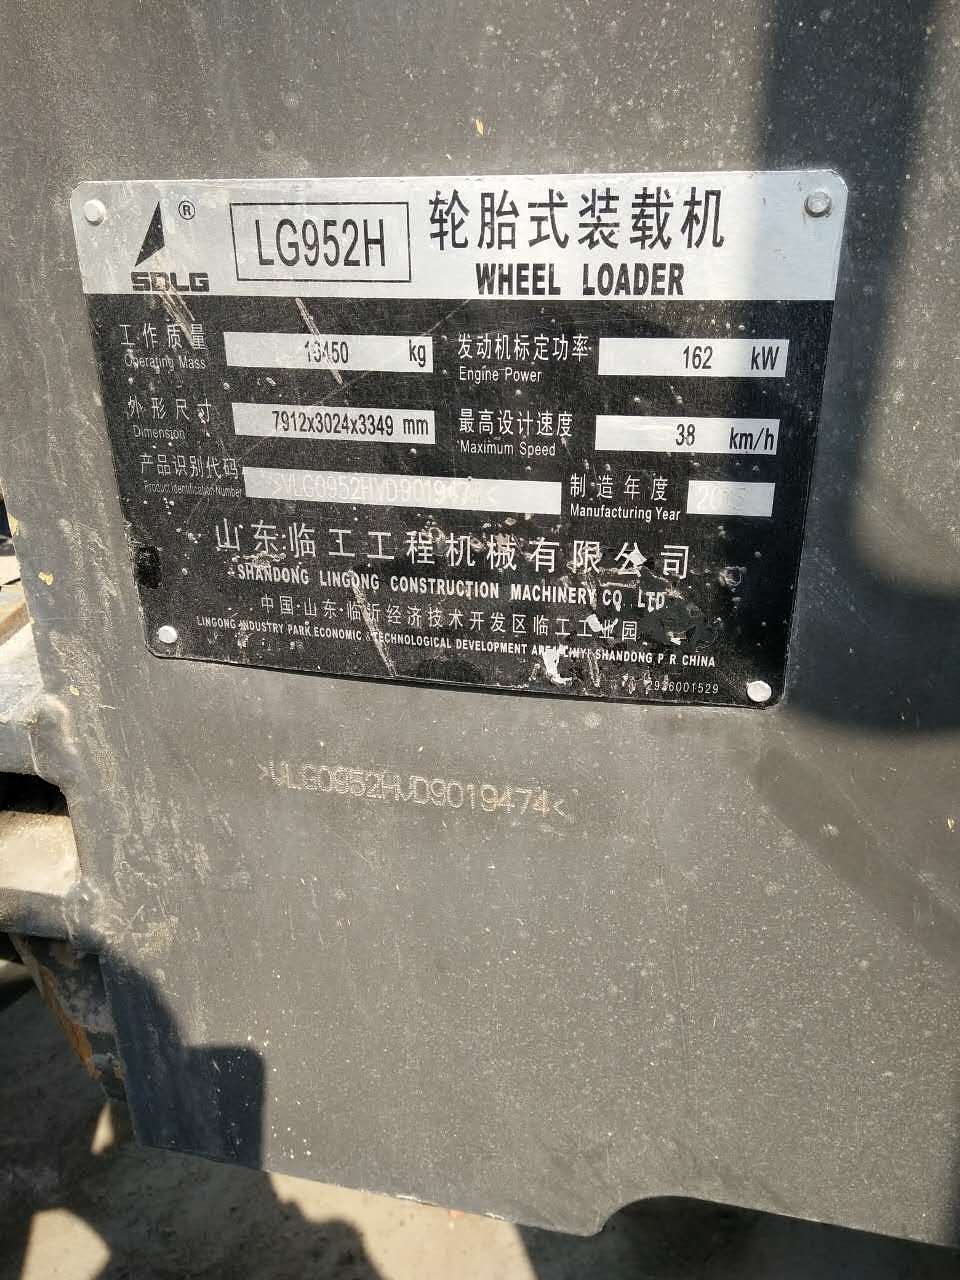 ®
SDLG
LG952H
轮胎式装载机
WHEEL LOADER
工作质量 16450 kg
Operating Mass
发动机标定功率 162 kW
Engine Power
外形尺寸 7912x3024x3349 mm
Dimension
最高设计速度 38 km/h
Maximum Speed
产品识别代码 >VLG0952HVD9019474<
Product Identification Number
制造年度
Manufacturing Year
山东临工工程机械有限公司
SHANDONG LINGONG CONSTRUCTION MACHINERY CO LTD
中国·山东·临沂经济技术开发区临工工业园
LINGONG INDUSTRY PARK ECONOMIC & TECHNOLOGICAL DEVELOPMENT AREA LINYI SHANDONG P R CHINA
2936001529
>VLG0952HVD9019474<